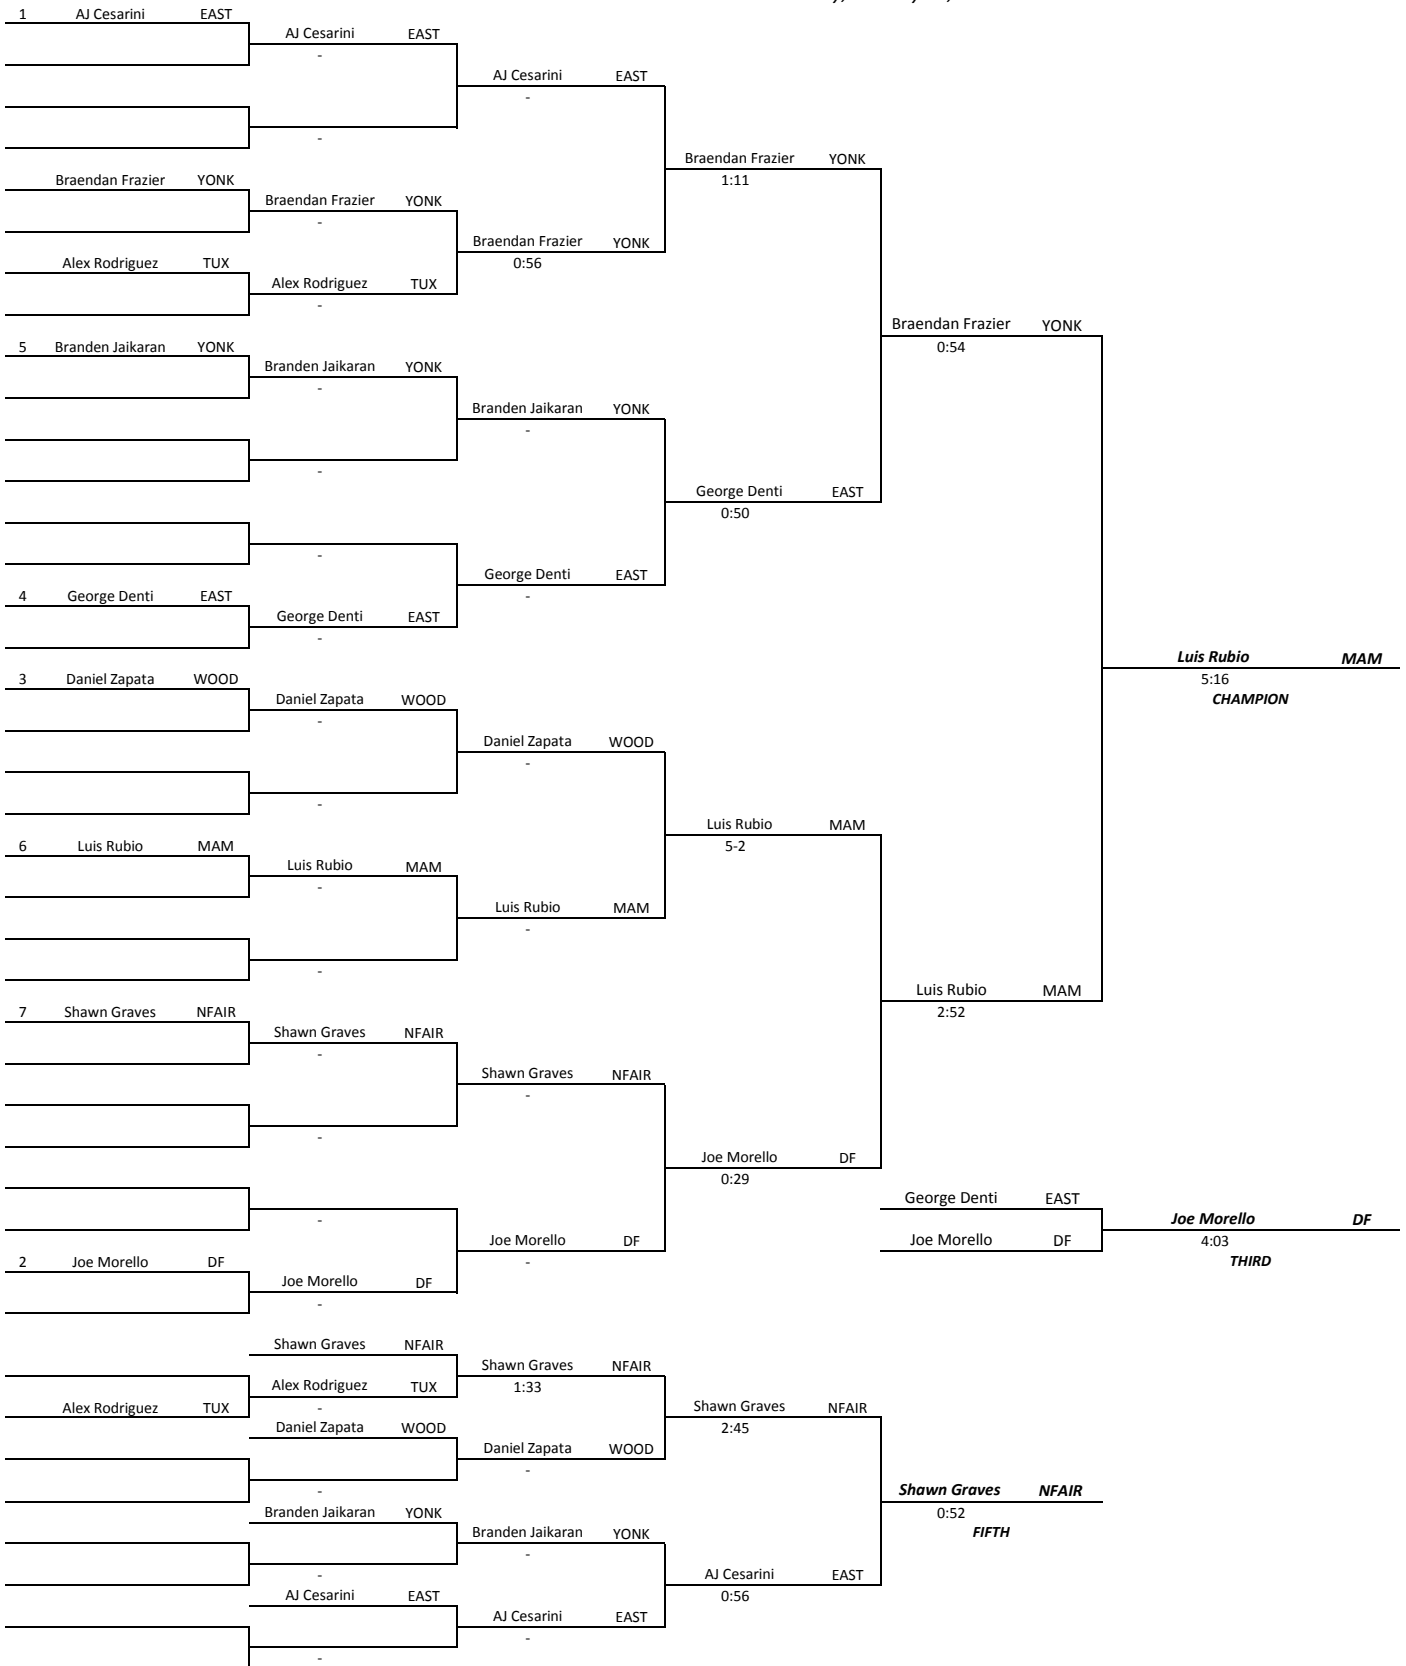 1 AJ Cesarini EAST
AJ Cesarini EAST
-
AJ Cesarini EAST
-
-
Braendan Frazier YONK
1:11
Braendan Frazier YONK
Braendan Frazier YONK
-
Braendan Frazier YONK
0:56
Alex Rodriguez TUX
Alex Rodriguez TUX
-
Braendan Frazier YONK
0:54
5 Branden Jaikaran YONK
Branden Jaikaran YONK
-
Branden Jaikaran YONK
-
-
George Denti EAST
0:50
-
George Denti EAST
-
4 George Denti EAST
George Denti EAST
-
Luis Rubio MAM
5:16
CHAMPION
3 Daniel Zapata WOOD
Daniel Zapata WOOD
-
Daniel Zapata WOOD
-
-
Luis Rubio MAM
5-2
6 Luis Rubio MAM
Luis Rubio MAM
-
Luis Rubio MAM
-
-
Luis Rubio MAM
2:52
7 Shawn Graves NFAIR
Shawn Graves NFAIR
-
Shawn Graves NFAIR
-
-
Joe Morello DF
0:29
-
Joe Morello DF
-
2 Joe Morello DF
Joe Morello DF
-
George Denti EAST
Joe Morello DF
Joe Morello DF
4:03
THIRD
Shawn Graves NFAIR
Shawn Graves NFAIR
1:33
Alex Rodriguez TUX
Alex Rodriguez TUX
-
Shawn Graves NFAIR
2:45
Daniel Zapata WOOD
Daniel Zapata WOOD
-
-
Shawn Graves NFAIR
0:52
FIFTH
Branden Jaikaran YONK
Branden Jaikaran YONK
-
-
AJ Cesarini EAST
0:56
AJ Cesarini EAST
AJ Cesarini EAST
-
-